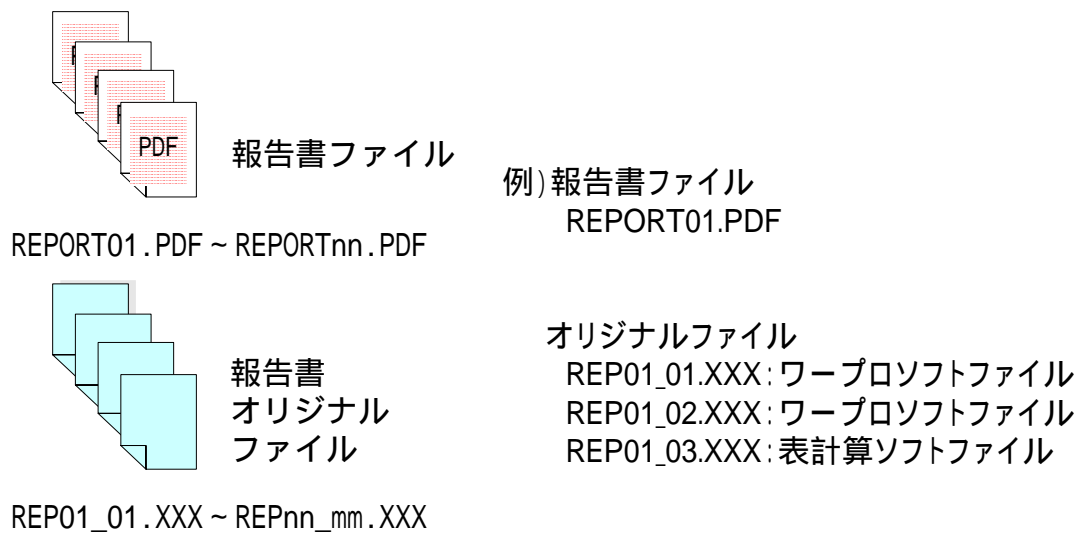 PDF
報告書ファイル
REPORT01.PDF~REPORTnn.PDF
例)報告書ファイル
REPORT01.PDF
報告書
オリジナル
ファイル
REP01_01.XXX~REPnn_mm.XXX
オリジナルファイル
REP01_01.XXX:ワープロソフトファイル
REP01_02.XXX:ワープロソフトファイル
REP01_03.XXX:表計算ソフトファイル